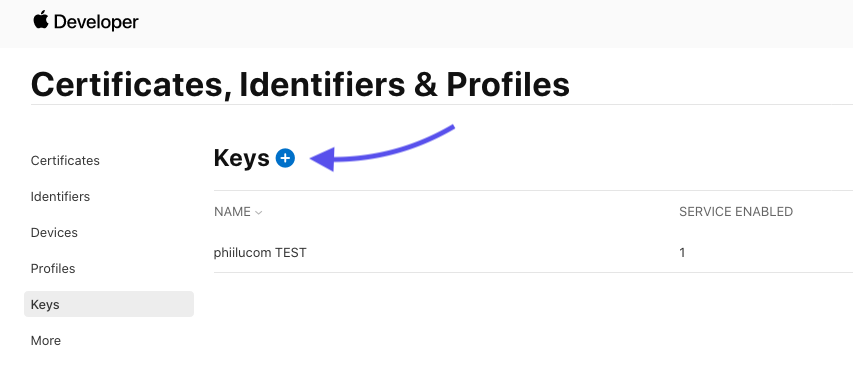 Developer
Certificates, Identifiers & Profiles
Certificates
Identifiers
Devices
Profiles
Keys
More
Keys
NAME
SERVICE ENABLED
phiilucom TEST
1